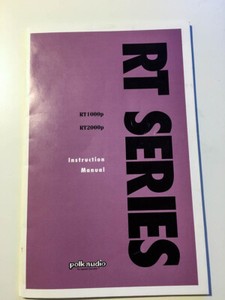 RT SERIES
RT1000p
RT2000p
Instruction
Manual
polkaudio